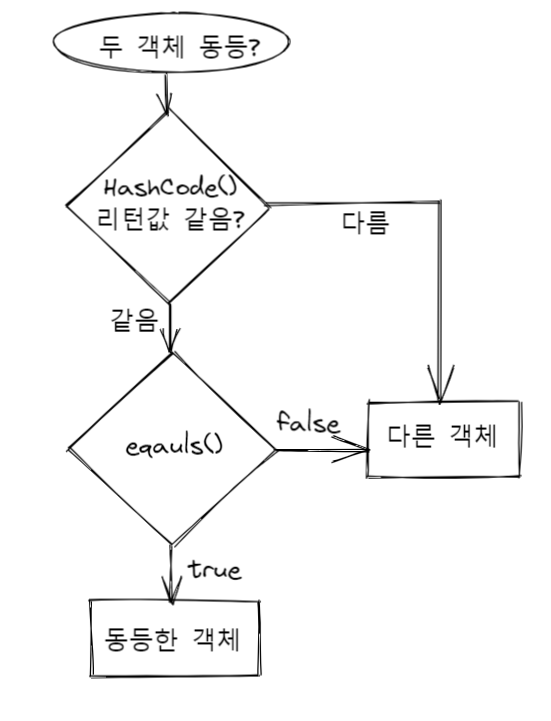 두 객체 동등?
HashCode()
리턴값 같음?
다름
같음
eqauls()
false
다른 객체
true
동등한 객체